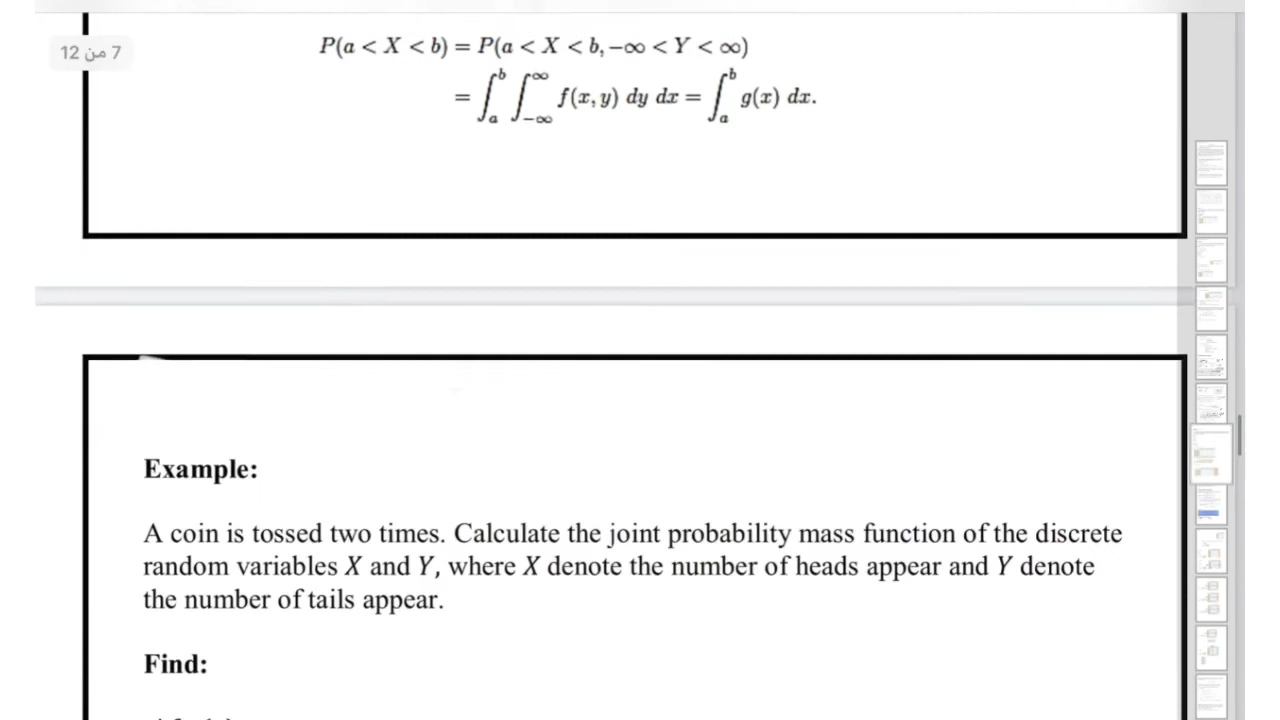 7 من 12
P(a < X < b) = P(a < X < b, −∞ < Y < ∞)
= ∫_a^b ∫_{−∞}^{∞} f(x, y) dy dx = ∫_a^b g(x) dx.
Example:
A coin is tossed two times. Calculate the joint probability mass function of the discrete
random variables X and Y, where X denote the number of heads appear and Y denote
the number of tails appear.
Find: